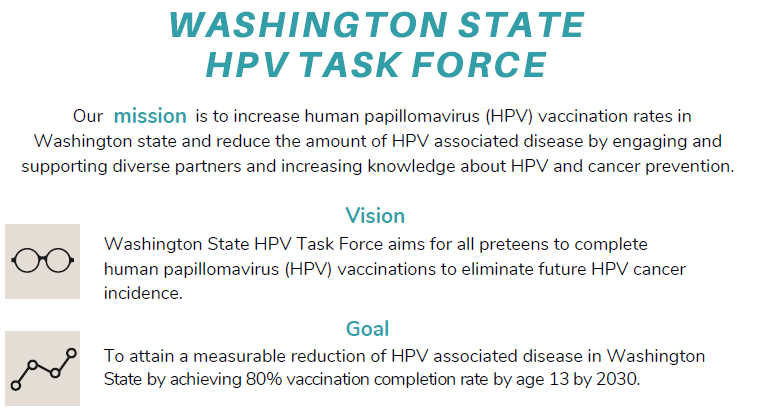 WASHINGTON STATE
HPV TASK FORCE
Our mission is to increase human papillomavirus (HPV) vaccination rates in
Washington state and reduce the amount of HPV associated disease by engaging and
supporting diverse partners and increasing knowledge about HPV and cancer prevention.
Vision
Washington State HPV Task Force aims for all preteens to complete
human papillomavirus (HPV) vaccinations to eliminate future HPV cancer
incidence.
Goal
To attain a measurable reduction of HPV associated disease in Washington
State by achieving 80% vaccination completion rate by age 13 by 2030.